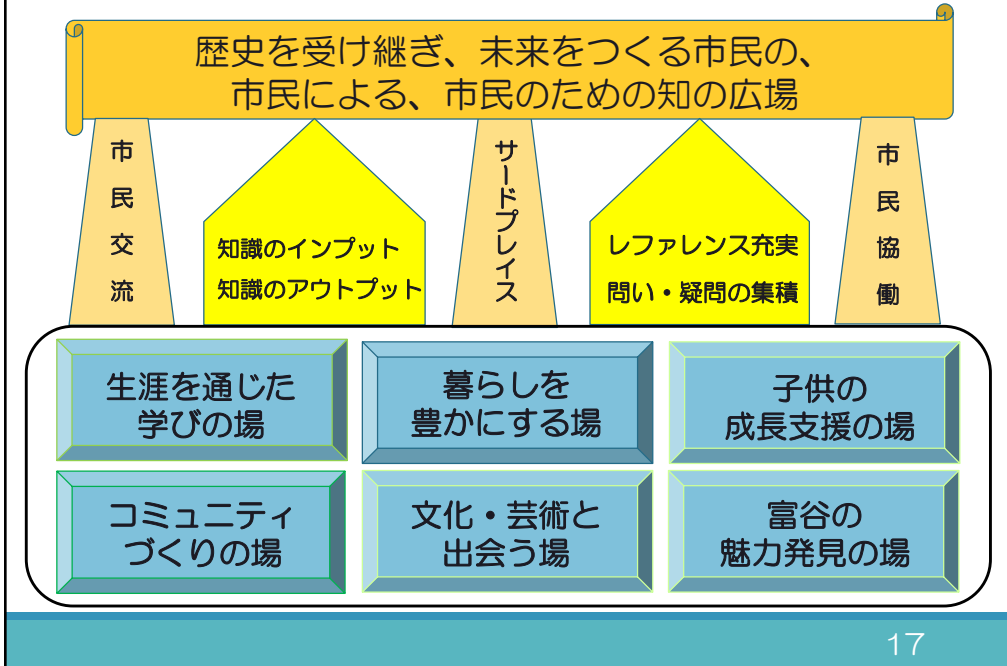 歴史を受け継ぎ、未来をつくる市民の、
市民による、市民のための知の広場
市民交流
知識のインプット
知識のアウトプット
サードプレイス
レファレンス充実
問い・疑問の集積
市民協働
生涯を通じた
学びの場
暮らしを
豊かにする場
子供の
成長支援の場
コミュニティ
づくりの場
文化・芸術と
出会う場
富谷の
魅力発見の場
17